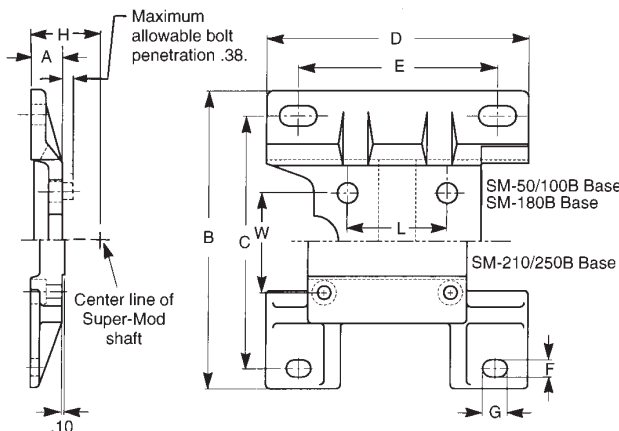 H
A
Maximum
allowable bolt
penetration .38.
D
E
B
C
W
L
SM-50/100B Base
SM-180B Base
SM-210/250B Base
Center line of
Super-Mod
shaft
F
G
.10